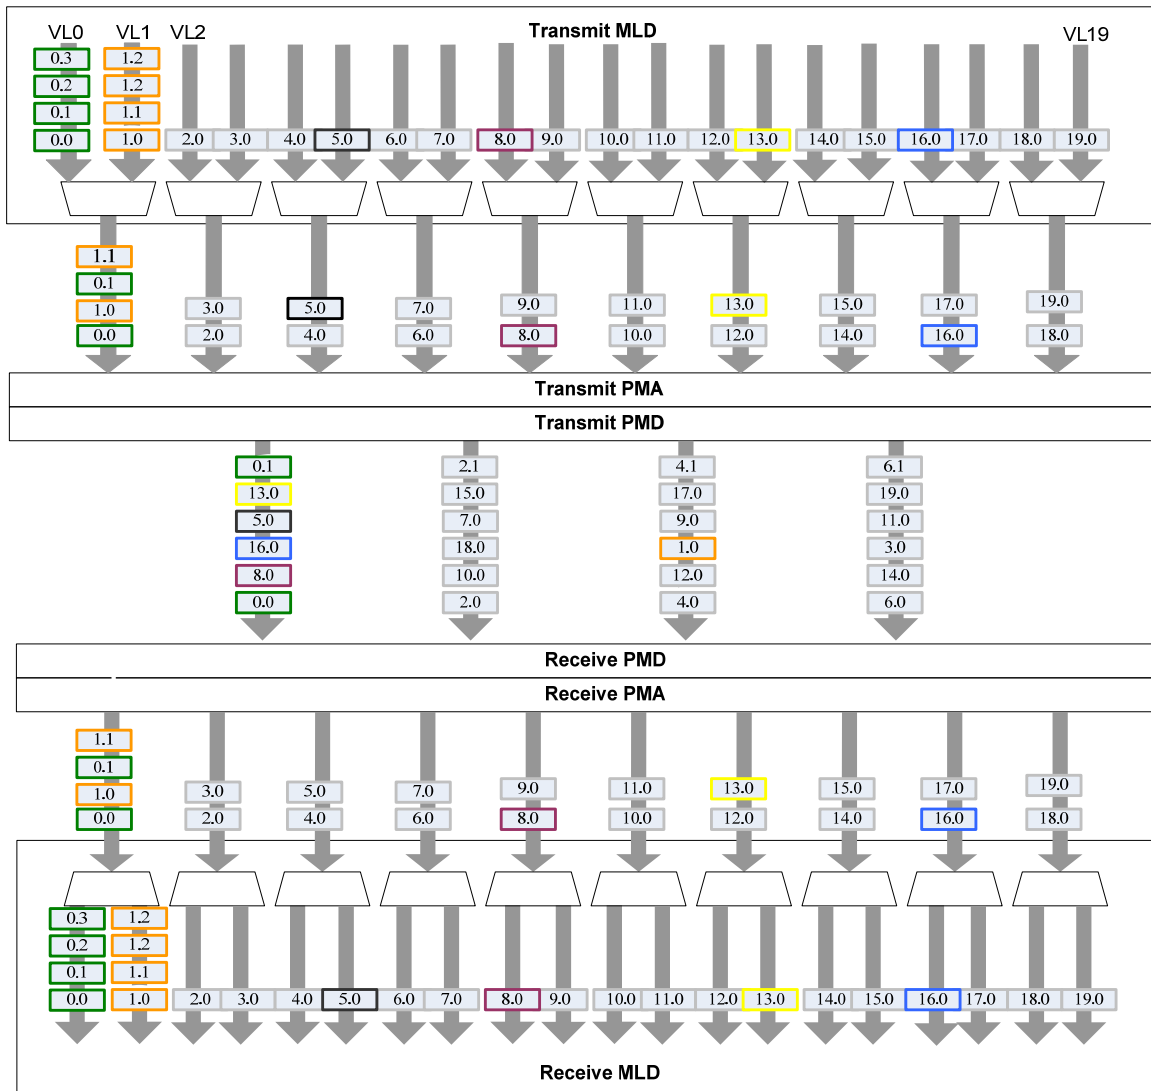 Transmit MLD
VL0 VL1 VL2 VL19
0.3 1.2
0.2 1.2
0.1 1.1
0.0 1.0 2.0 3.0 4.0 5.0 6.0 7.0 8.0 9.0 10.0 11.0 12.0 13.0 14.0 15.0 16.0 17.0 18.0 19.0
1.1
0.1
1.0 3.0 5.0 7.0 9.0 11.0 13.0 15.0 17.0 19.0
0.0 2.0 4.0 6.0 8.0 10.0 12.0 14.0 16.0 18.0
Transmit PMA
Transmit PMD
0.1 2.1 4.1 6.1
13.0 15.0 17.0 19.0
5.0 7.0 9.0 11.0
16.0 18.0 1.0 3.0
8.0 10.0 12.0 14.0
0.0 2.0 4.0 6.0
Receive PMD
Receive PMA
1.1
0.1
1.0 3.0 5.0 7.0 9.0 11.0 13.0 15.0 17.0 19.0
0.0 2.0 4.0 6.0 8.0 10.0 12.0 14.0 16.0 18.0
0.3 1.2
0.2 1.2
0.1 1.1
0.0 1.0 2.0 3.0 4.0 5.0 6.0 7.0 8.0 9.0 10.0 11.0 12.0 13.0 14.0 15.0 16.0 17.0 18.0 19.0
Receive MLD